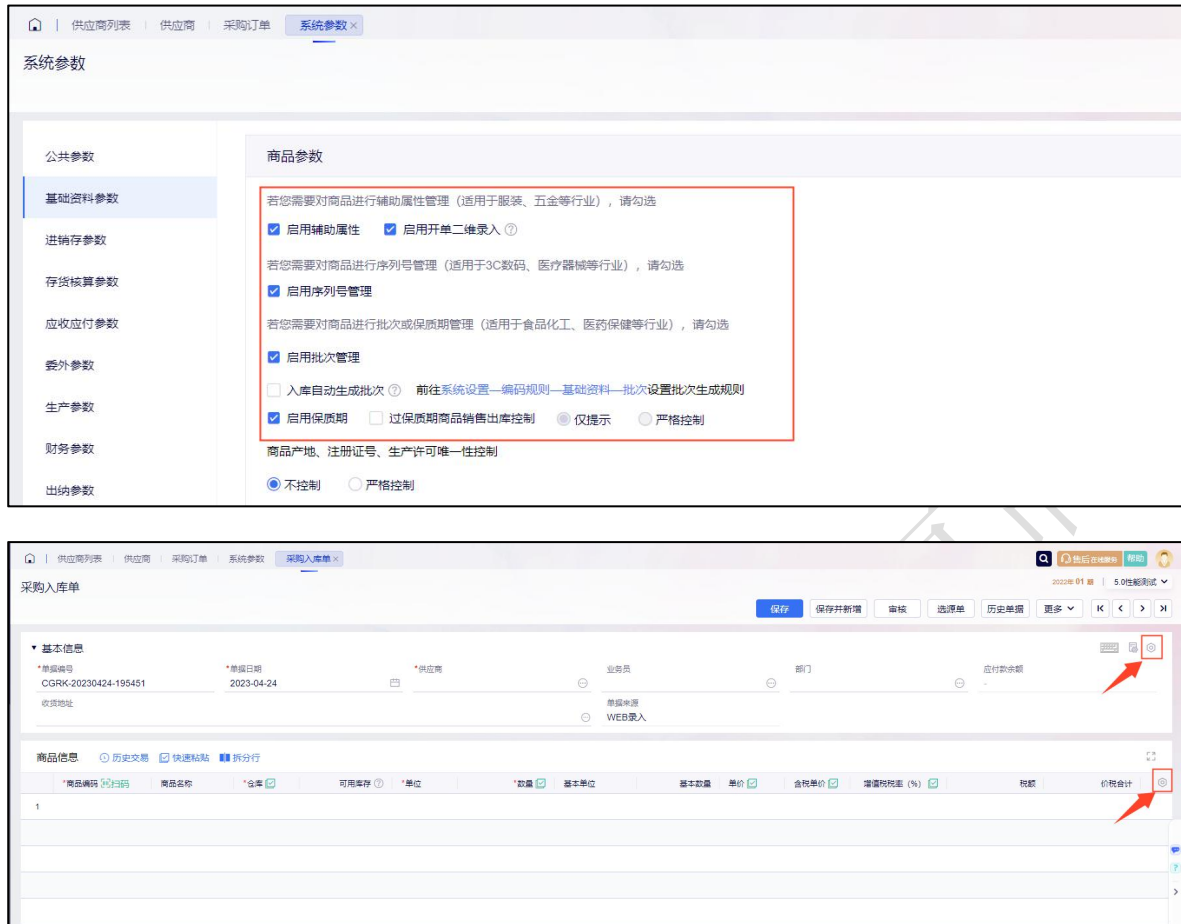 供应商列表 供应商 采购订单 系统参数 ×
系统参数
公共参数
基础资料参数
进销存参数
存货核算参数
应收应付参数
委外参数
生产参数
财务参数
出纳参数
商品参数
若您需要对商品进行辅助属性管理（适用于服装、五金等行业），请勾选
启用辅助属性 启用开单二维录入 ?
若您需要对商品进行序列号管理（适用于3C数码、医疗器械等行业），请勾选
启用序列号管理
若您需要对商品进行批次或保质期管理（适用于食品化工、医药保健等行业），请勾选
启用批次管理
入库自动生成批次 ? 前往系统设置—编码规则—基础资料—批次设置批次生成规则
启用保质期 过保质期商品销售出库控制 仅提示 严格控制
商品产地、注册证号、生产许可唯一性控制
不控制 严格控制
供应商列表 供应商 采购订单 系统参数 采购入库单 × 售后在线服务 帮助
采购入库单 2022年 01 期 5.0性能测试
保存 保存并新增 审核 选源单 历史单据 更多
基本信息
*单据编号 *单据日期 *供应商 业务员 部门 应付款余额
CGRK-20230424-195451 2023-04-24 -
收货地址 单据来源
WEB录入
商品信息 历史交易 快速粘贴 拆分行
*商品编码 扫码 商品名称 *仓库 可用库存 ? *单位 *数量 基本单位 基本数量 单价 含税单价 增值税税率（%） 税额 价税合计
1